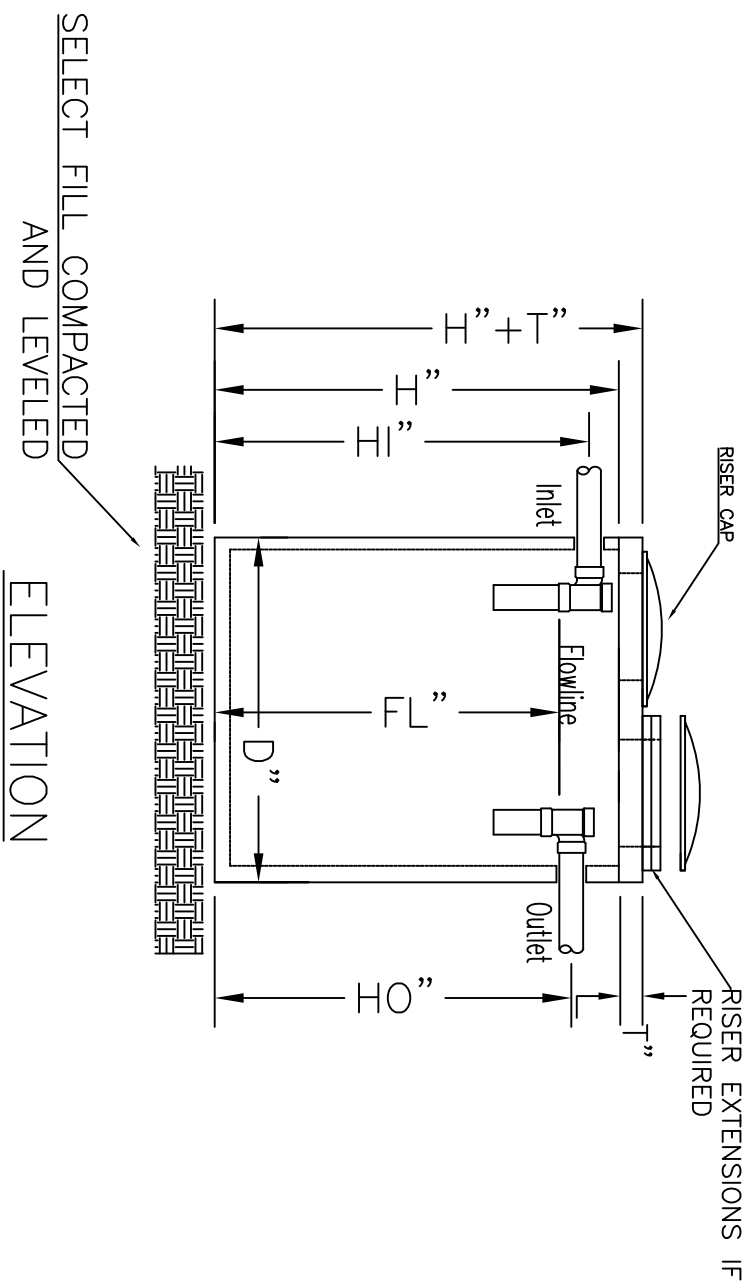 RISER CAP
RISER EXTENSIONS IF
REQUIRED
T"
H"+T"
H"
HI"
Inlet
Flowline
Outlet
FL"
HO"
D"
SELECT FILL COMPACTED
AND LEVELED
ELEVATION